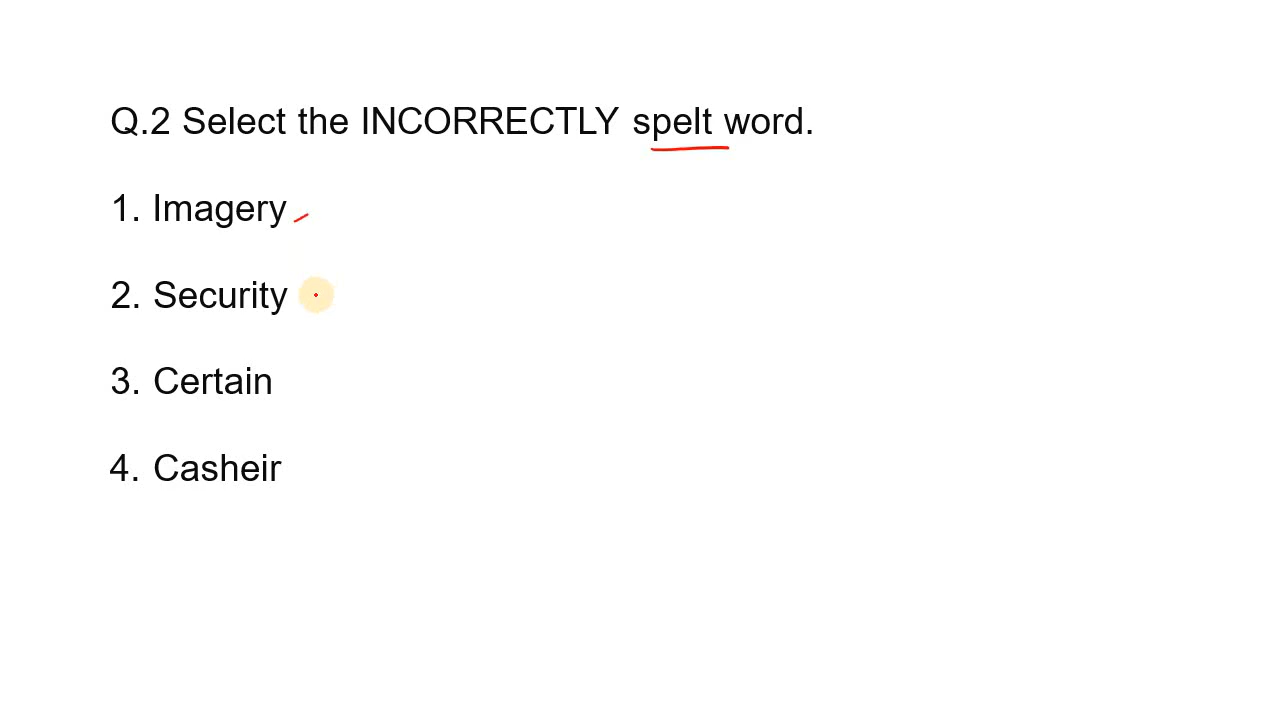 Q.2 Select the INCORRECTLY spelt word.
1. Imagery
2. Security
3. Certain
4. Casheir